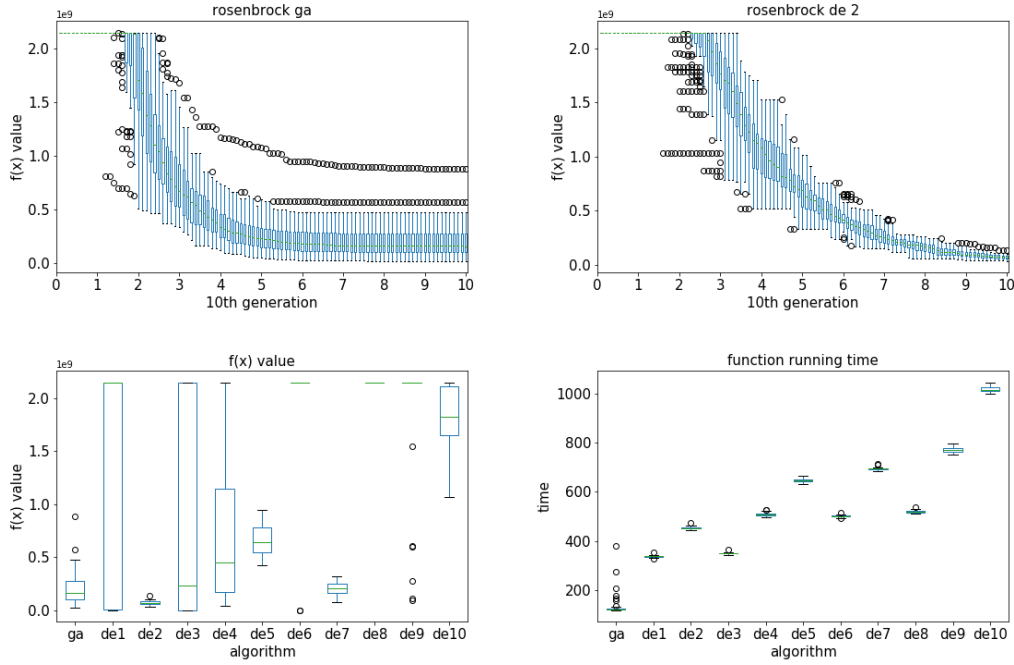 rosenbrock ga
1e9
2.0
1.5
1.0
0.5
0.0
f(x) value
0 1 2 3 4 5 6 7 8 9 10
10th generation
rosenbrock de 2
1e9
2.0
1.5
1.0
0.5
0.0
f(x) value
0 1 2 3 4 5 6 7 8 9 10
10th generation
f(x) value
1e9
2.0
1.5
1.0
0.5
0.0
f(x) value
ga de1 de2 de3 de4 de5 de6 de7 de8 de9 de10
algorithm
function running time
1000
800
600
400
200
time
ga de1 de2 de3 de4 de5 de6 de7 de8 de9 de10
algorithm